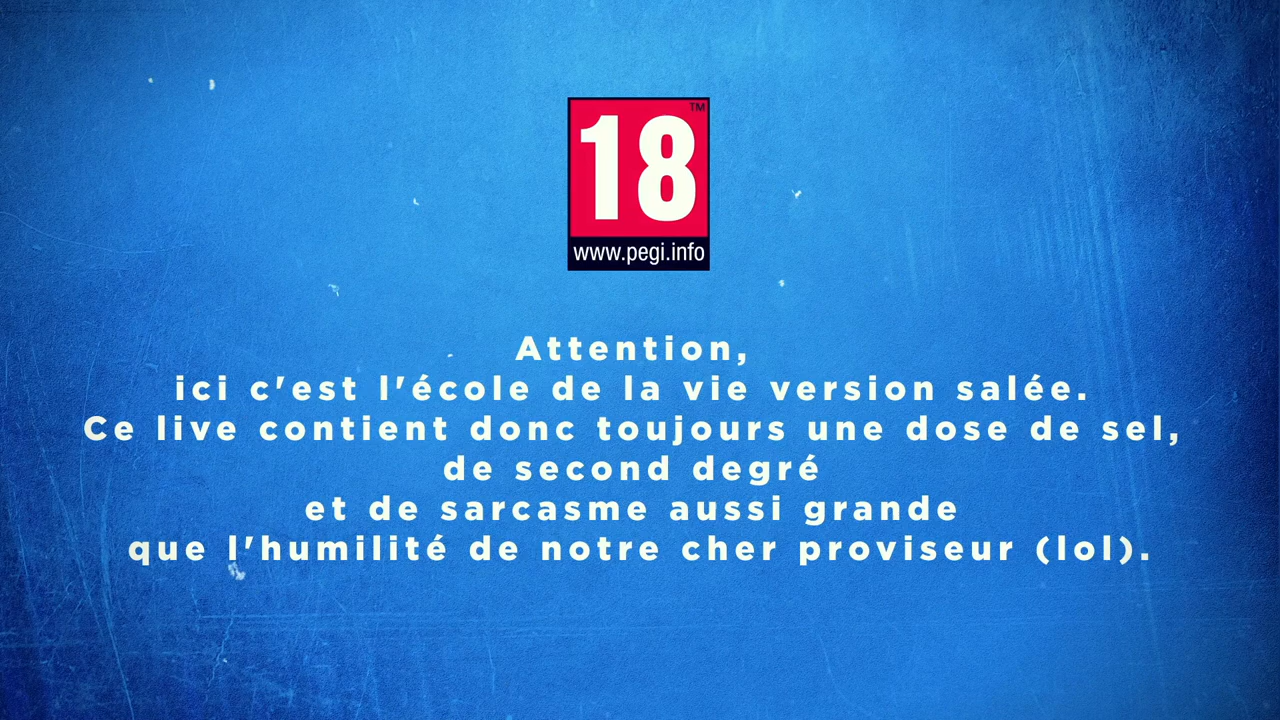 TM
18
www.pegi.info
Attention,
ici c'est l'école de la vie version salée.
Ce live contient donc toujours une dose de sel,
de second degré
et de sarcasme aussi grande
que l'humilité de notre cher proviseur (lol).